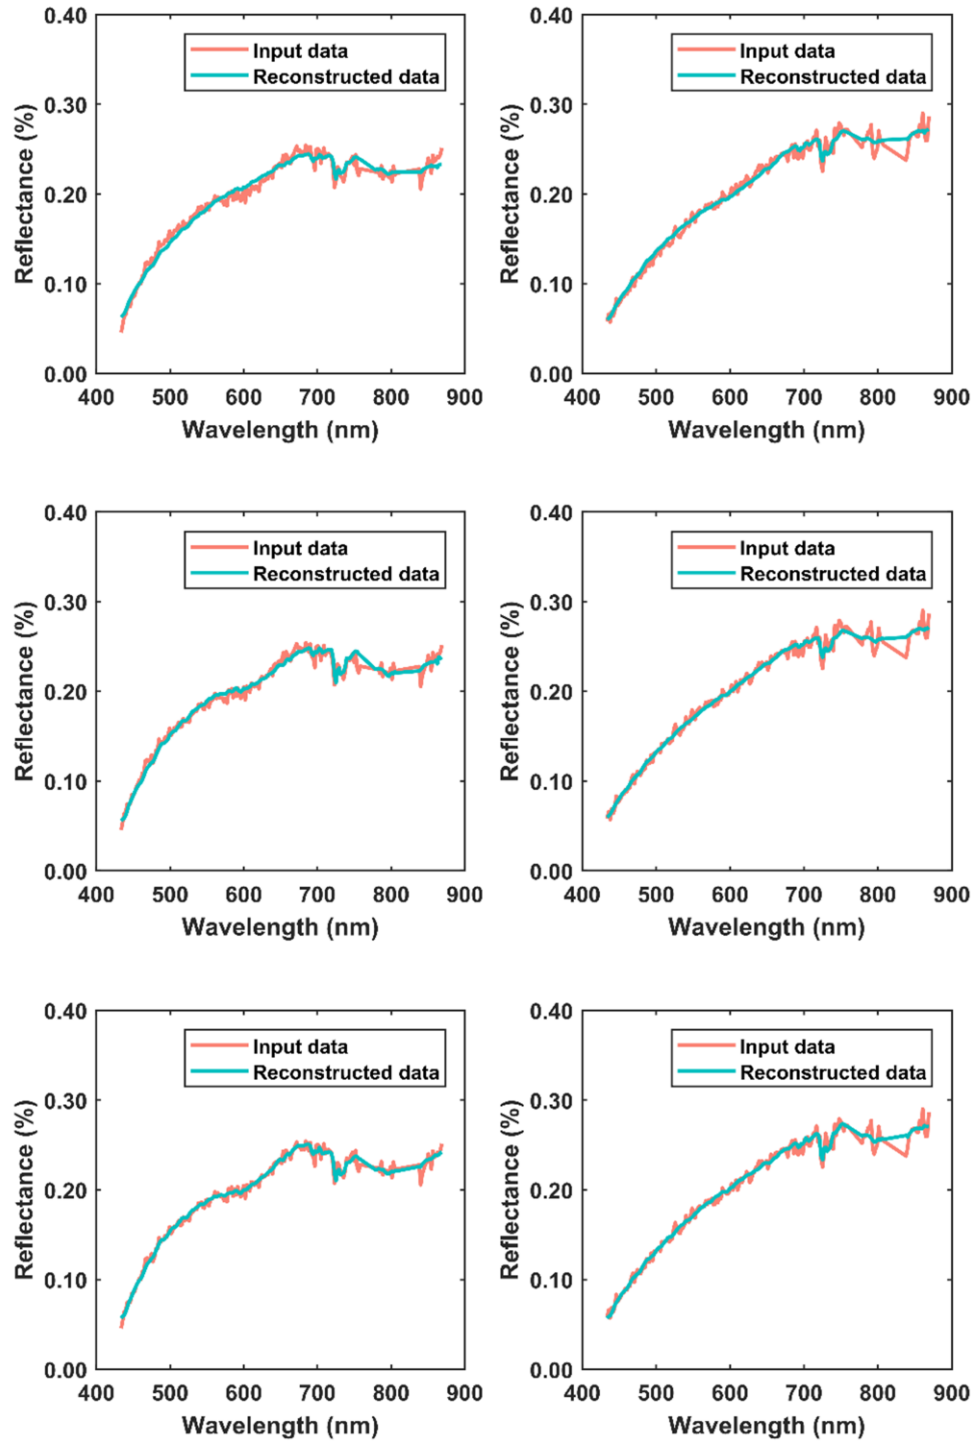 0.40
0.30
0.20
0.10
0.00
Reflectance (%)
Input data
Reconstructed data
400 500 600 700 800 900
Wavelength (nm)
0.40
0.30
0.20
0.10
0.00
Reflectance (%)
Input data
Reconstructed data
400 500 600 700 800 900
Wavelength (nm)
0.40
0.30
0.20
0.10
0.00
Reflectance (%)
Input data
Reconstructed data
400 500 600 700 800 900
Wavelength (nm)
0.40
0.30
0.20
0.10
0.00
Reflectance (%)
Input data
Reconstructed data
400 500 600 700 800 900
Wavelength (nm)
0.40
0.30
0.20
0.10
0.00
Reflectance (%)
Input data
Reconstructed data
400 500 600 700 800 900
Wavelength (nm)
0.40
0.30
0.20
0.10
0.00
Reflectance (%)
Input data
Reconstructed data
400 500 600 700 800 900
Wavelength (nm)